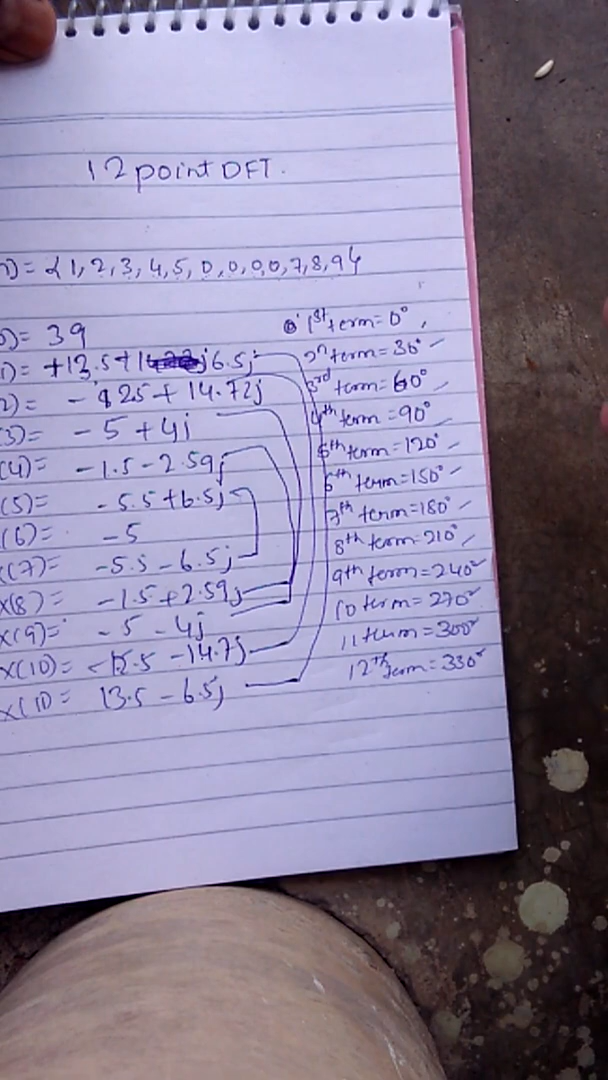 12 point DFT.
n) = {1, 2, 3, 4, 5, 0, 0, 0, 0, 7, 8, 9}
0) = 39
1) = +13.5 + j6.5j
2) = -125 + 14.72j
(3) = -5 + 4j
(4) = -1.5 - 2.59j
(5) = -5.5 + 6.5j
(6) = -5
x(7) = -5.5 - 6.5j
x(8) = -1.5 + 2.59j
x(9) = -5 - 4j
x(10) = -12.5 - 14.7j
x(10 = 13.5 - 6.5j
1st term = 0°,
2n term = 30°
3rd term = 60°
4th term = 90°
5th term = 120°
6th term = 150°
7th term = 180°
8th term = 210°
9th term = 240°
10 term = 270°
11 term = 300°
12th term = 330°